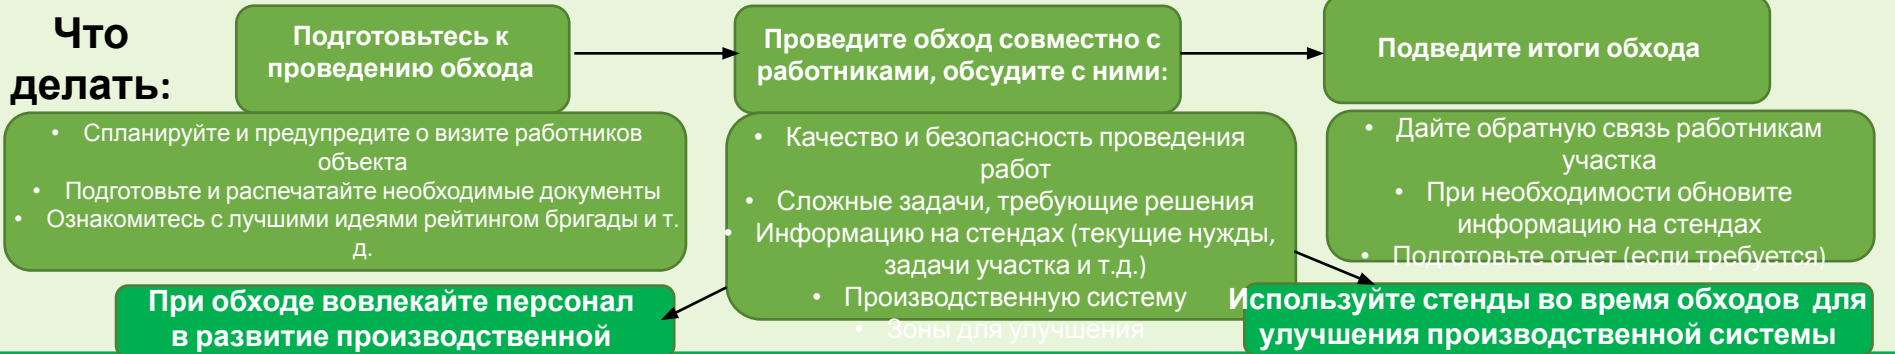 Что
делать:
Подготовьтесь к
проведению обхода
• Спланируйте и предупредите о визите работников
объекта
• Подготовьте и распечатайте необходимые документы
• Ознакомитесь с лучшими идеями рейтингом бригады и т.
д.
Проведите обход совместно с
работниками, обсудите с ними:
• Качество и безопасность проведения
работ
• Сложные задачи, требующие решения
• Информацию на стендах (текущие нужды,
задачи участка и т.д.)
• Производственную систему
• Зоны для улучшения
Подведите итоги обхода
• Дайте обратную связь работникам
участка
• При необходимости обновите
информацию на стендах
• Подготовьте отчет (если требуется)
При обходе вовлекайте персонал
в развитие производственной
Используйте стенды во время обходов для
улучшения производственной системы